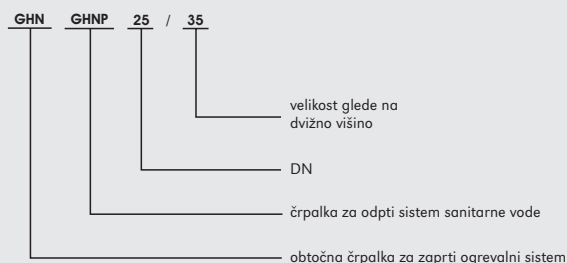 GHN GHNP 25 / 35
velikost glede na
dvižno višino
DN
črpalka za odpti sistem sanitarne vode
obtočna črpalka za zaprti ogrevalni sistem